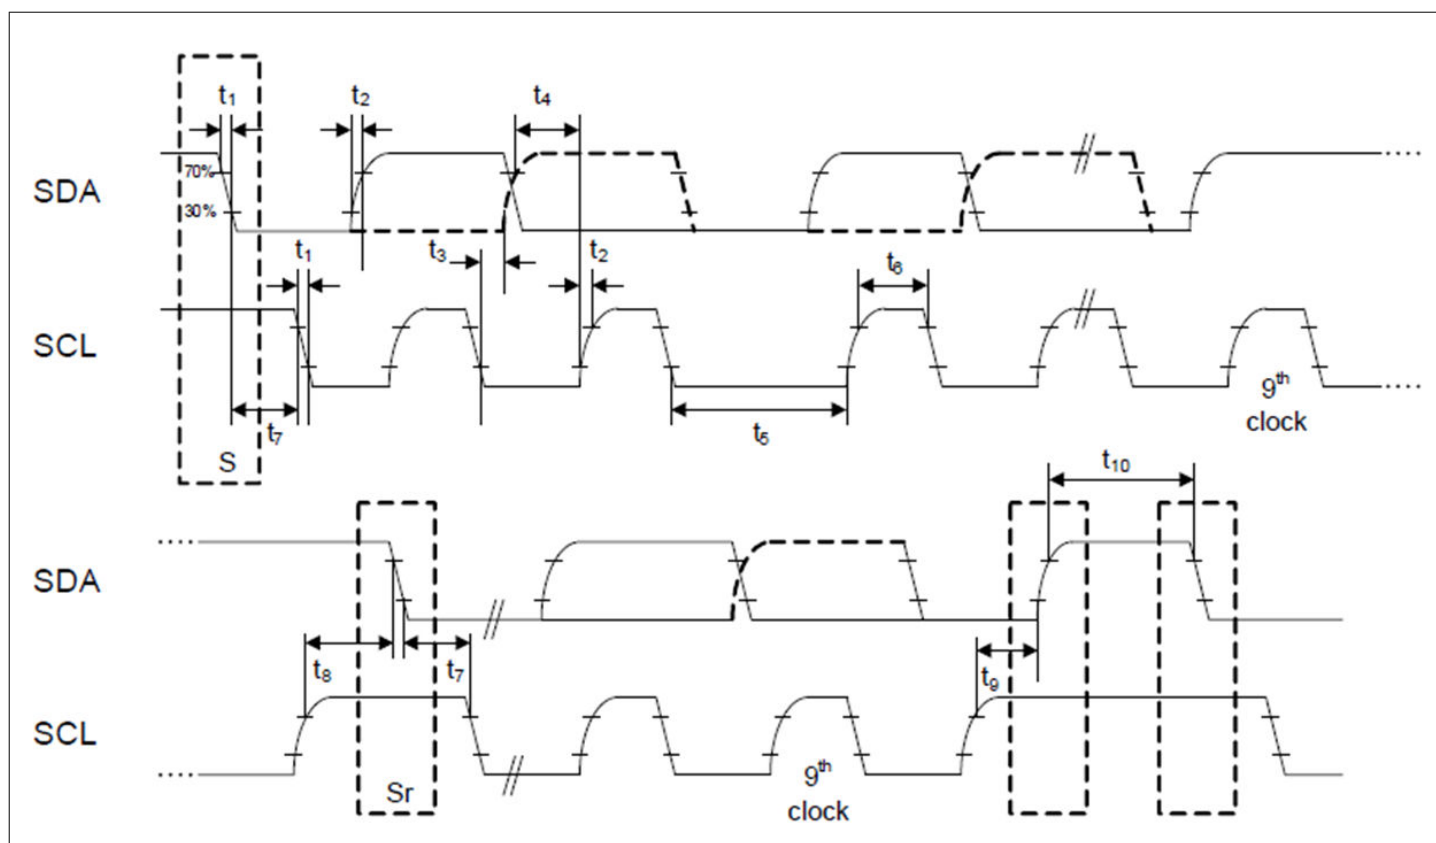 t1 t2 t4
70%
SDA
30%
t1 t3 t2 t6
SCL
9th
clock
t7 t5
S
t10
SDA
t8 t7 t9
SCL
9th
clock
Sr